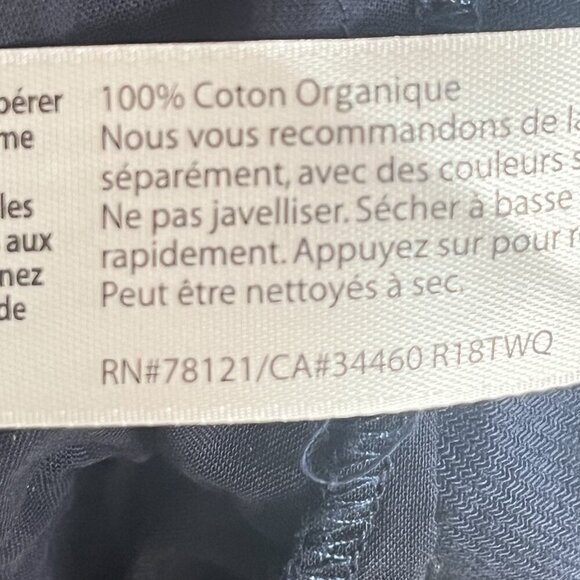 pérer
me
les
aux
nez
de
100% Coton Organique
Nous vous recommandons de
séparément, avec des couleurs
Ne pas javelliser. Sécher à basse
rapidement. Appuyez sur pour
Peut être nettoyés à sec.
RN#78121/CA#34460 R18TWQ